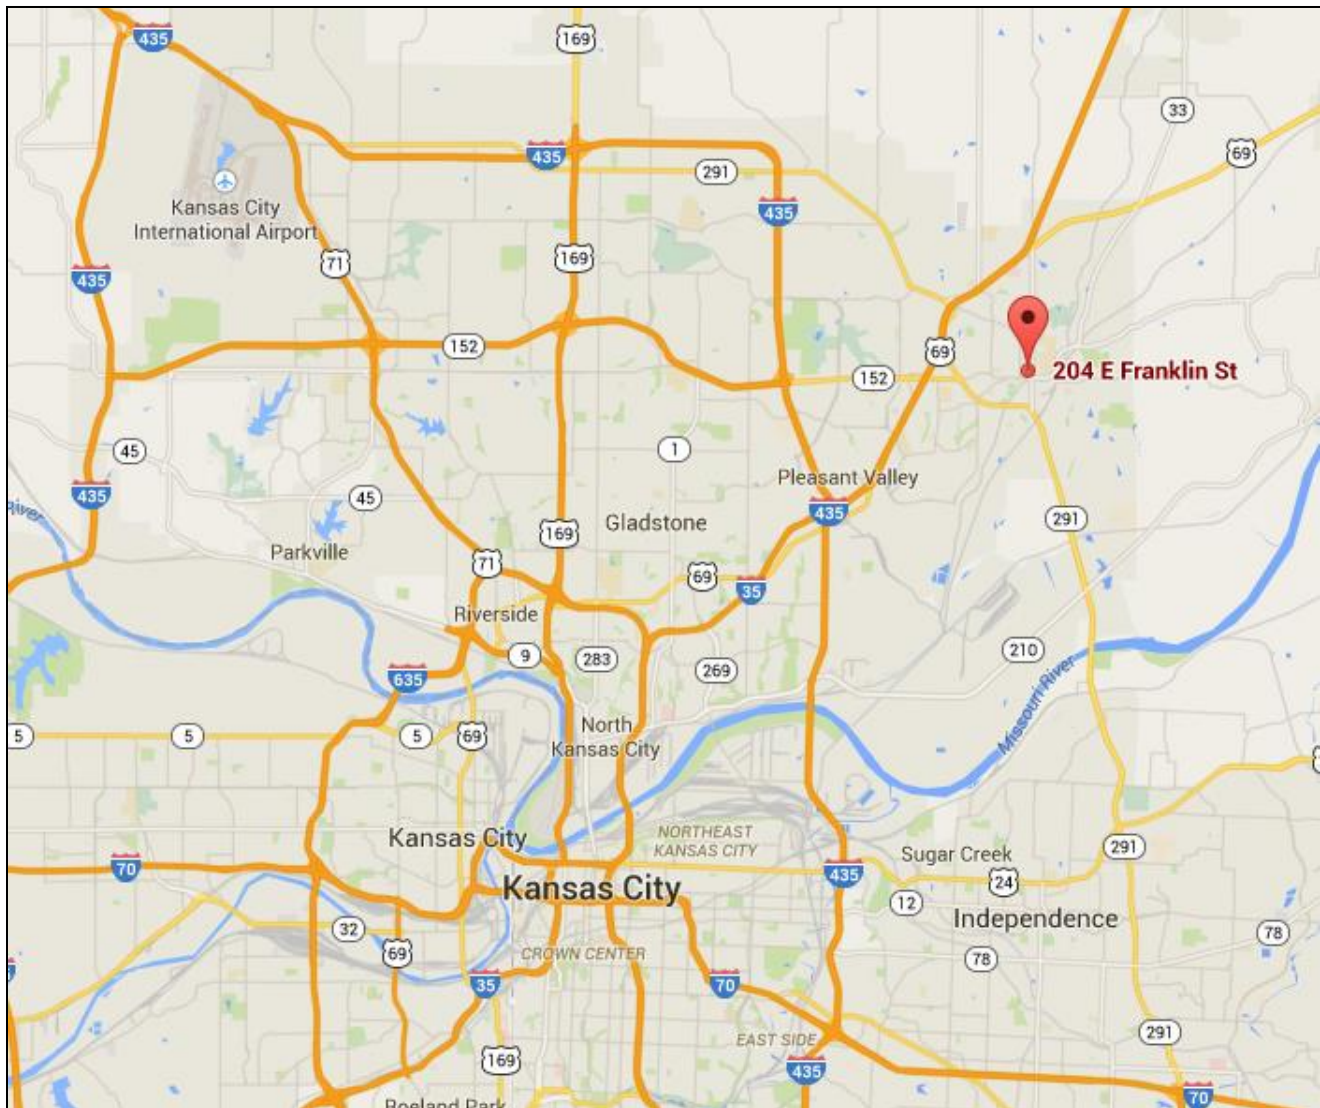 435
169
33
435
291
69
435
Kansas City
International Airport
169
71
435
152
69
152
204 E Franklin St
45
1
Pleasant Valley
435
45
435
River
291
Gladstone
169
Parkville
71
69
35
Riverside
9
283
269
210
635
Missouri River
5
5
5
69
North
Kansas City
NORTHEAST
KANSAS CITY
Kansas City
291
Sugar Creek
70
435
24
Kansas City
12
Independence
32
78
69
CROWN CENTER
78
35
70
291
EAST SIDE
169
435
70
Roeland Park